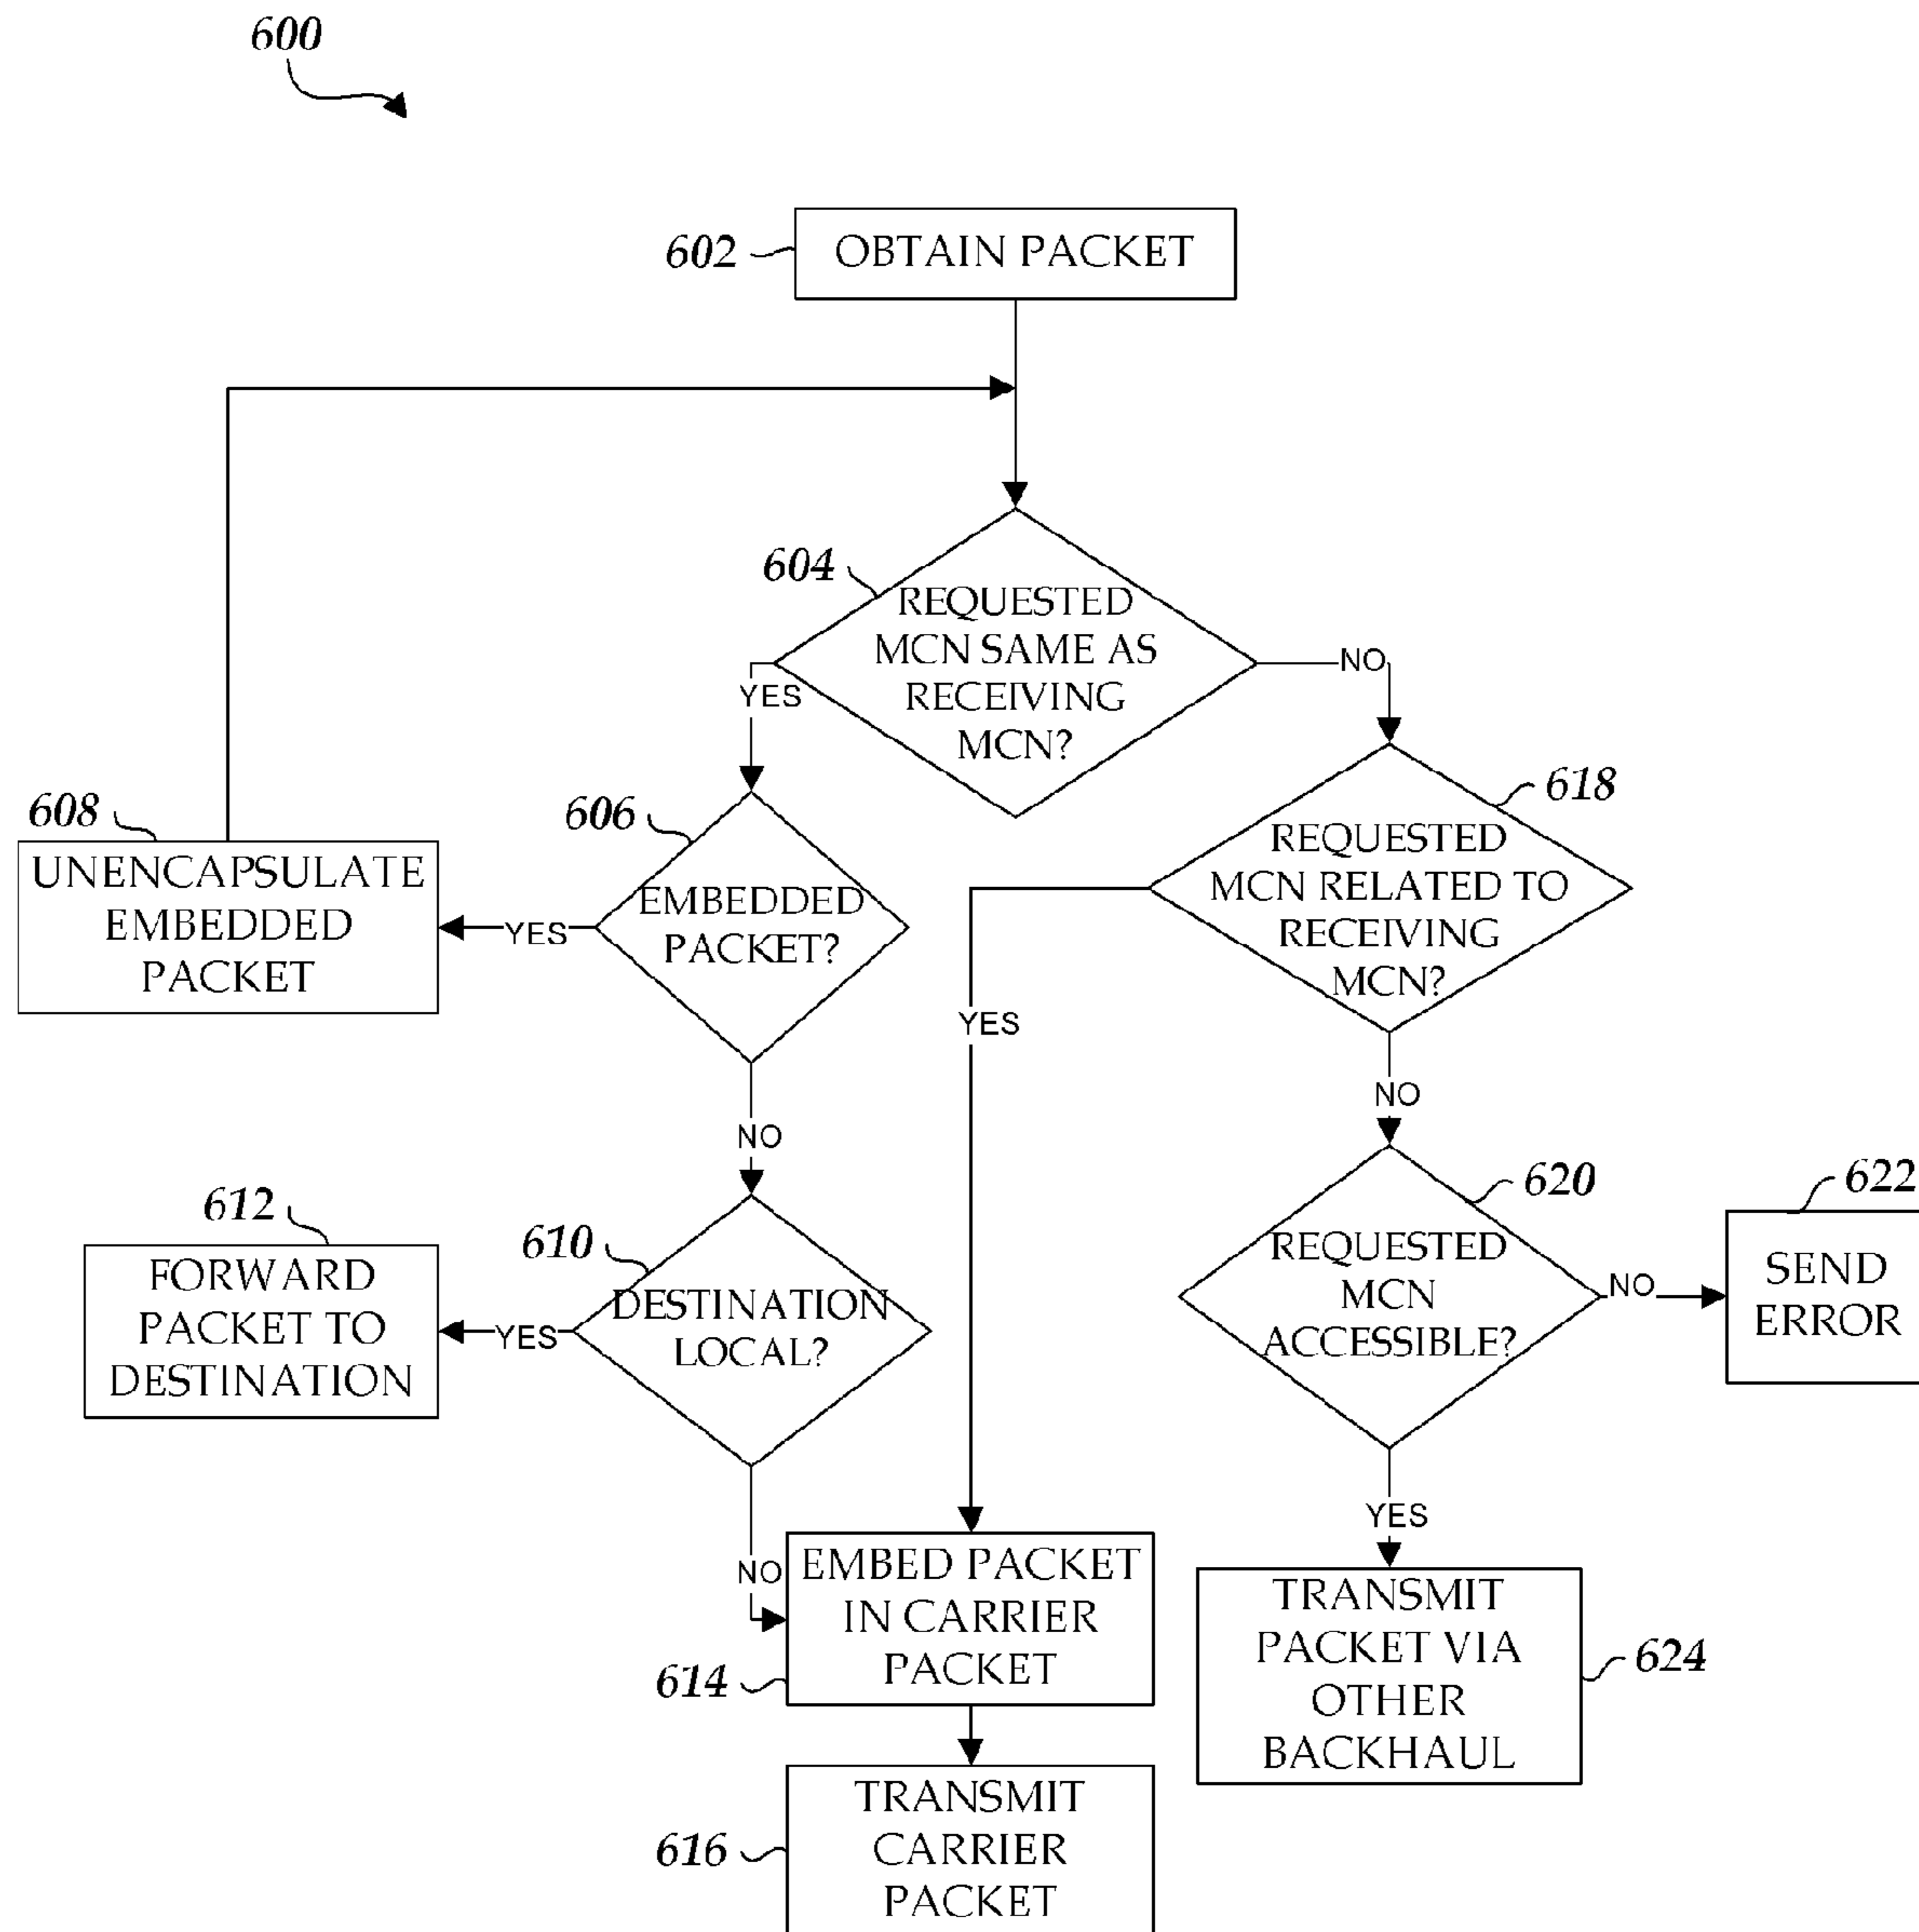 600
602
OBTAIN PACKET
604
REQUESTED
MCN SAME AS
RECEIVING
MCN?
YES
NO
608
UNENCAPSULATE
EMBEDDED
PACKET
YES
606
EMBEDDED
PACKET?
NO
618
REQUESTED
MCN RELATED TO
RECEIVING
MCN?
YES
NO
612
FORWARD
PACKET TO
DESTINATION
YES
610
DESTINATION
LOCAL?
NO
620
REQUESTED
MCN
ACCESSIBLE?
NO
622
SEND
ERROR
YES
614
EMBED PACKET
IN CARRIER
PACKET
624
TRANSMIT
PACKET VIA
OTHER
BACKHAUL
616
TRANSMIT
CARRIER
PACKET